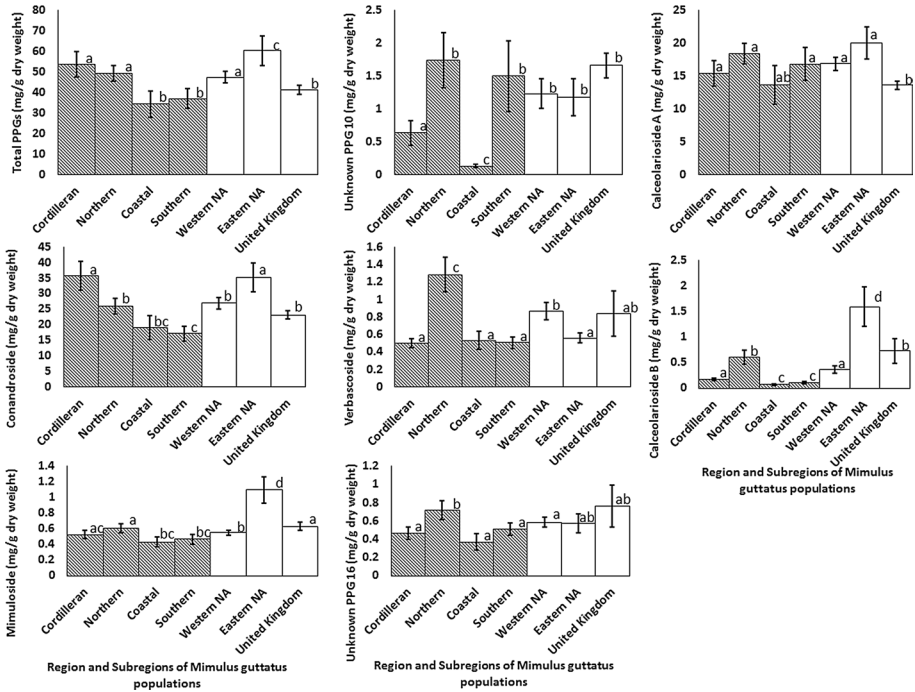 Total PPGs (mg/g dry weight)
80
70
60
50
40
30
20
10
0
a
a
a
a
a
c
b
Cordilleran
Northern
Coastal
Southern
Western NA
Eastern NA
United Kingdom
Unknown PPG10 (mg/g dry weight)
2.5
2
1.5
1
0.5
0
a
b
c
b
b
b
b
Cordilleran
Northern
Coastal
Southern
Western NA
Eastern NA
United Kingdom
Calceolarioside A (mg/g dry weight)
25
20
15
10
5
0
a
a
ab
a
a
a
b
Cordilleran
Northern
Coastal
Southern
Western NA
Eastern NA
United Kingdom
Conandroside (mg/g dry weight)
45
40
35
30
25
20
15
10
5
0
a
b
bc
c
b
a
b
Cordilleran
Northern
Coastal
Southern
Western NA
Eastern NA
United Kingdom
Verbascoside (mg/g dry weight)
1.6
1.4
1.2
1
0.8
0.6
0.4
0.2
0
a
c
a
a
b
a
ab
Cordilleran
Northern
Coastal
Southern
Western NA
Eastern NA
United Kingdom
Calceolarioside B (mg/g dry weight)
2.5
2
1.5
1
0.5
0
a
b
c
c
a
d
b
Cordilleran
Northern
Coastal
Southern
Western NA
Eastern NA
United Kingdom
Region and Subregions of Mimulus
guttatus populations
Mimuloside (mg/g dry weight)
1.4
1.2
1
0.8
0.6
0.4
0.2
0
ac
a
bc
bc
b
d
a
Cordilleran
Northern
Coastal
Southern
Western NA
Eastern NA
United Kingdom
Region and Subregions of Mimulus guttatus
populations
Unknown PPG16 (mg/g dry weight)
1.2
1
0.8
0.6
0.4
0.2
0
a
b
a
a
a
ab
ab
Cordilleran
Northern
Coastal
Southern
Western NA
Eastern NA
United Kingdom
Region and Subregions of Mimulus guttatus
populations